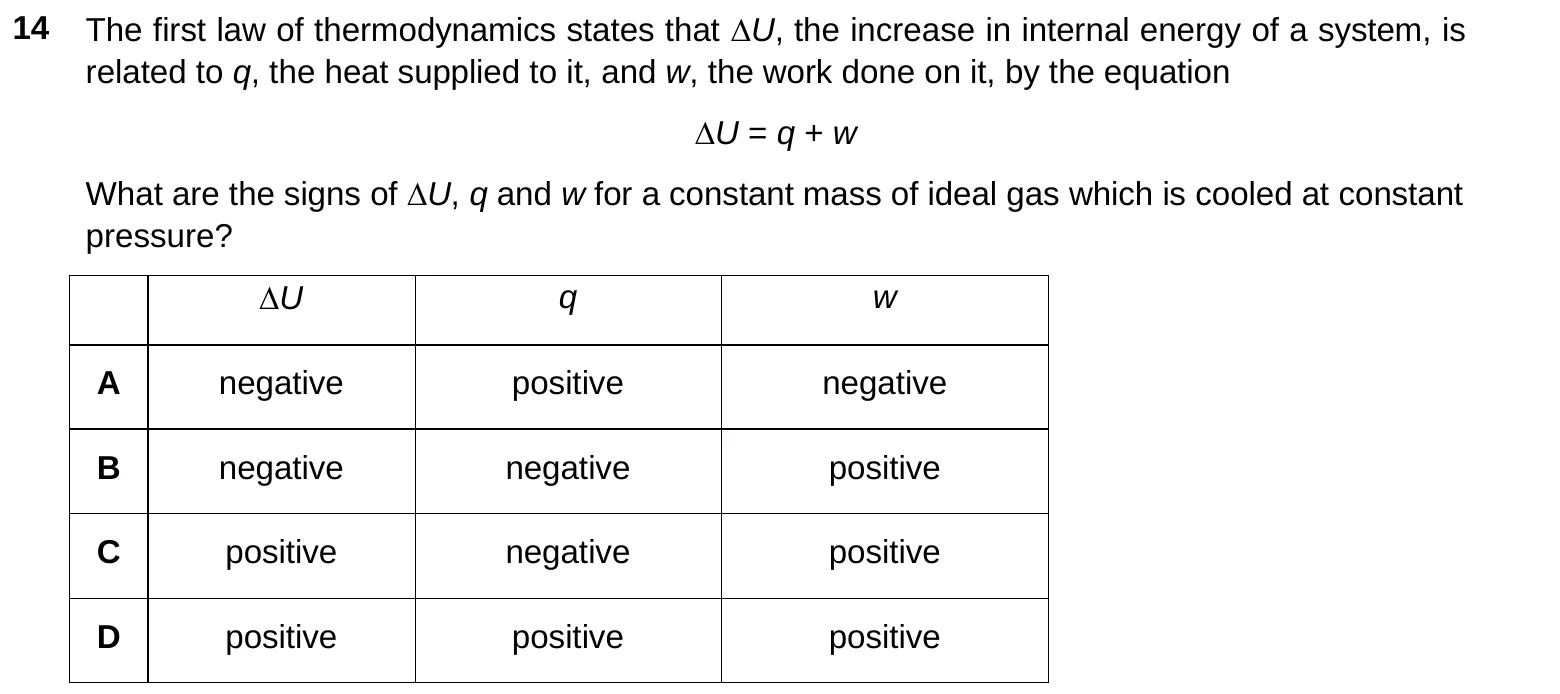 14 The first law of thermodynamics states that ΔU, the increase in internal energy of a system, is
related to q, the heat supplied to it, and w, the work done on it, by the equation
ΔU = q + w
What are the signs of ΔU, q and w for a constant mass of ideal gas which is cooled at constant
pressure?
ΔU q w
A negative positive negative
B negative negative positive
C positive negative positive
D positive positive positive